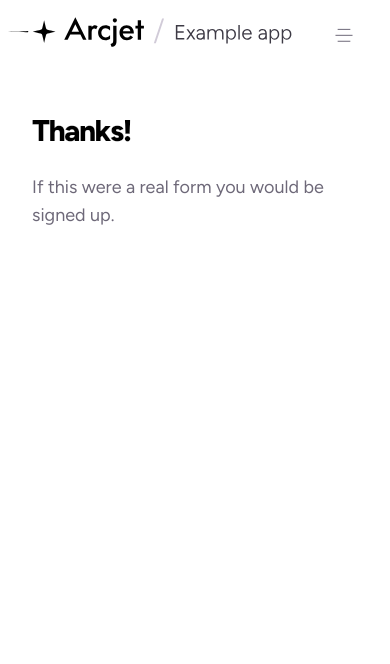 Arcjet / Example app
Thanks!
If this were a real form you would be
signed up.